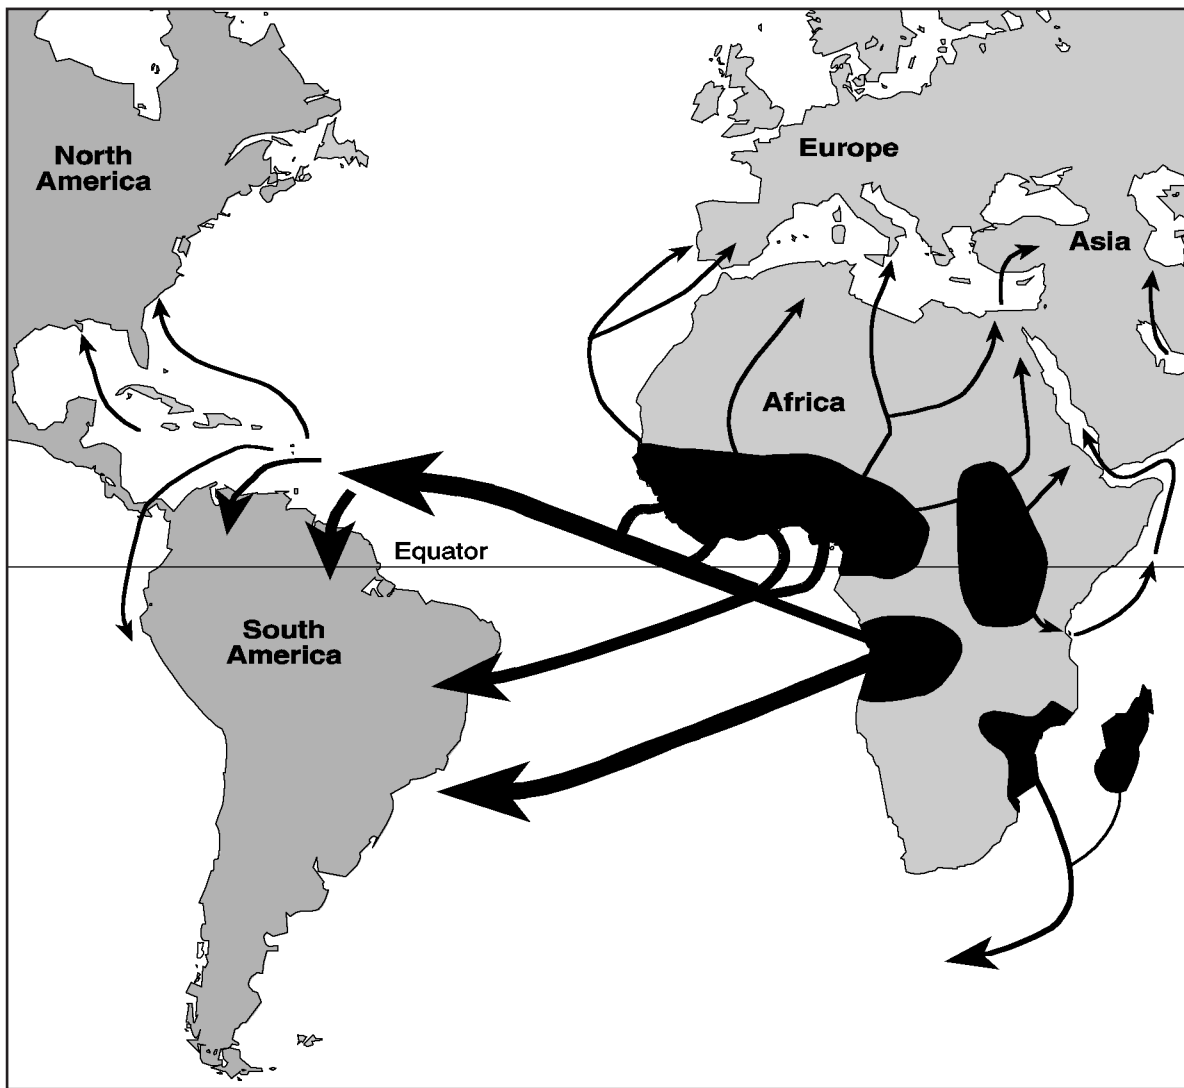 North
America
Europe
Asia
Africa
Equator
South
America